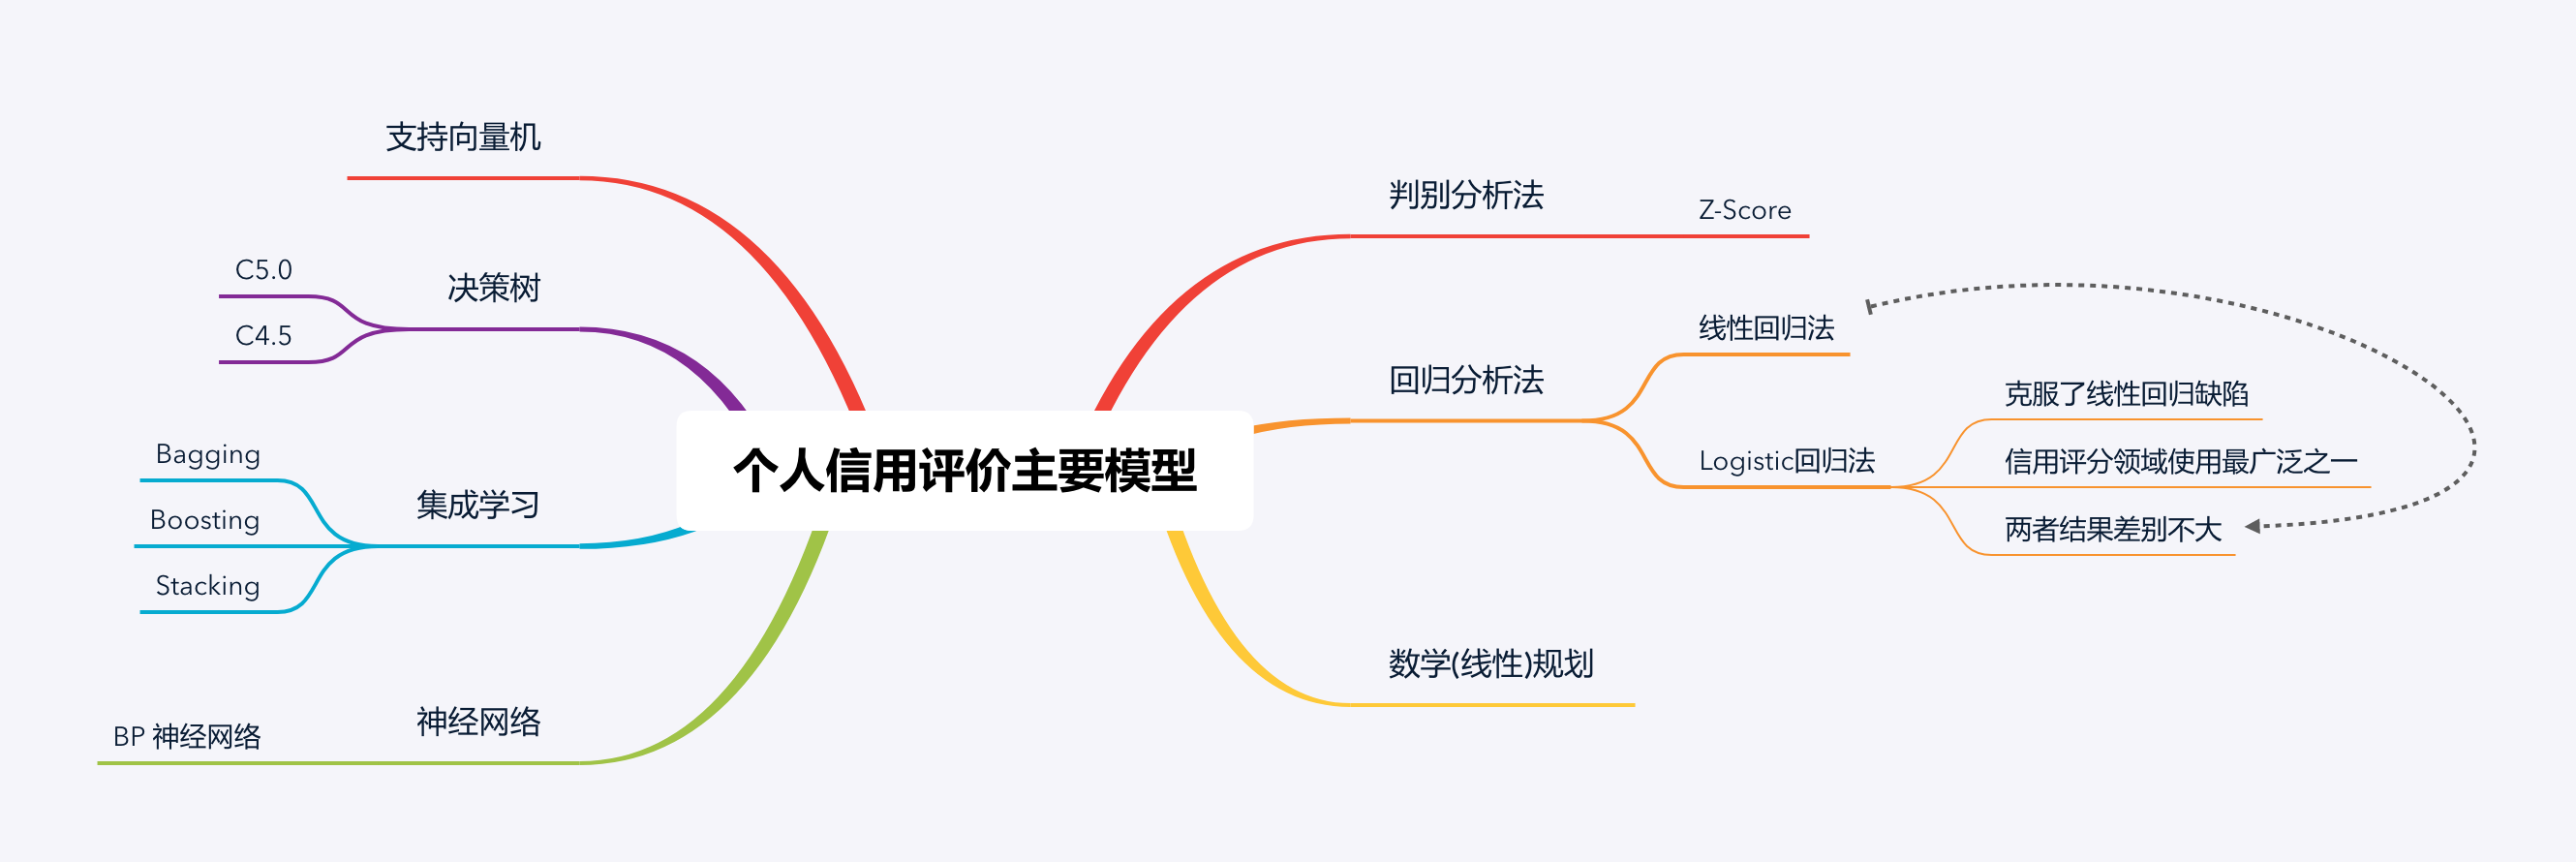 个人信用评价主要模型
判别分析法
Z-Score
回归分析法
线性回归法
Logistic回归法
克服了线性回归缺陷
信用评分领域使用最广泛之一
两者结果差别不大
数学(线性)规划
支持向量机
决策树
C5.0
C4.5
集成学习
Bagging
Boosting
Stacking
神经网络
BP 神经网络